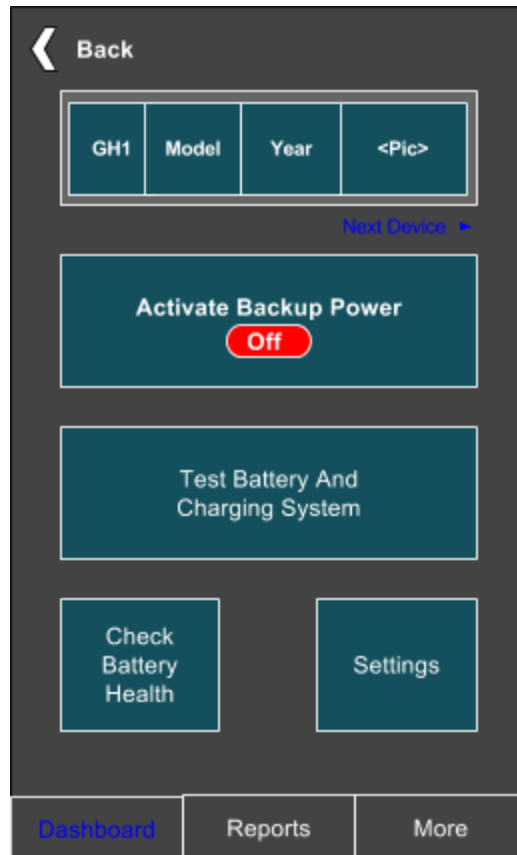 Back
GH1 Model Year <Pic>
Next Device ►
Activate Backup Power
Off
Test Battery And
Charging System
Check
Battery
Health
Settings
Dashboard Reports More